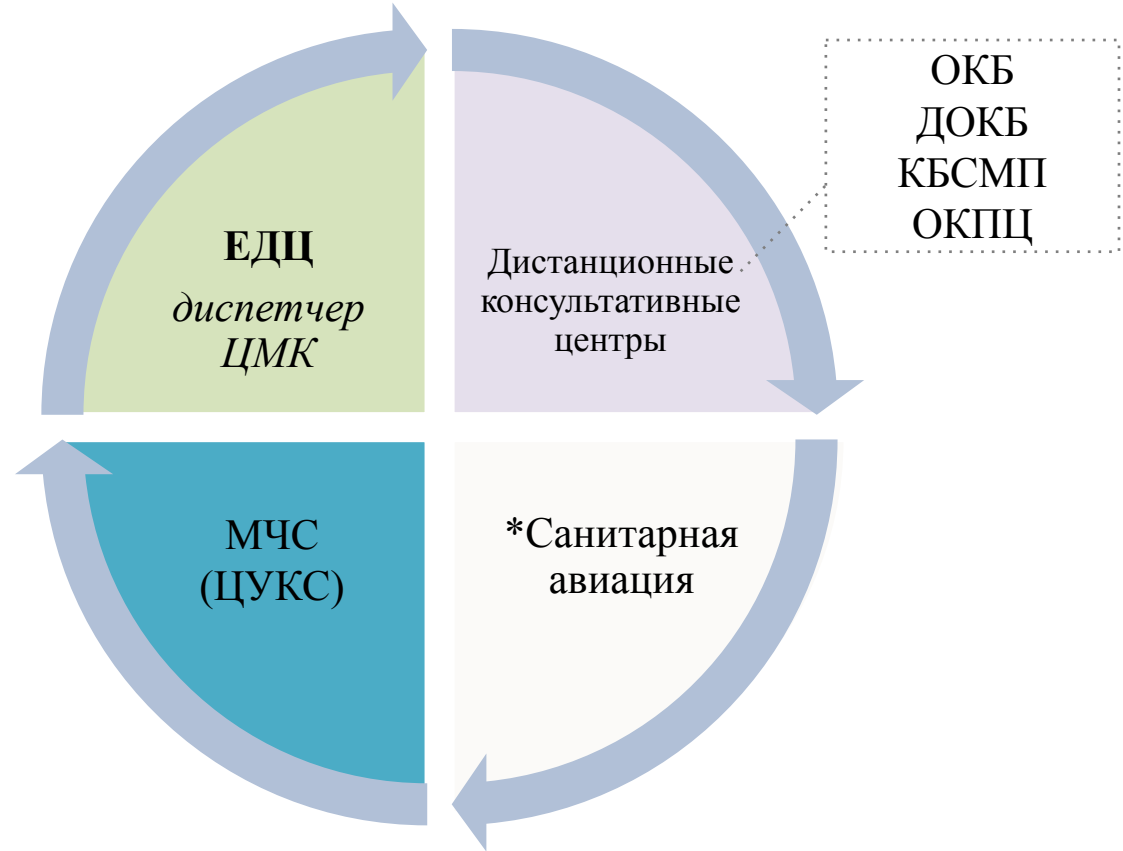 ЕДЦ
диспетчер
ЦМК
Дистанционные
консультативные
центры
ОКБ
ДОКБ
КБСМП
ОКПЦ
МЧС
(ЦУКС)
*Санитарная
авиация